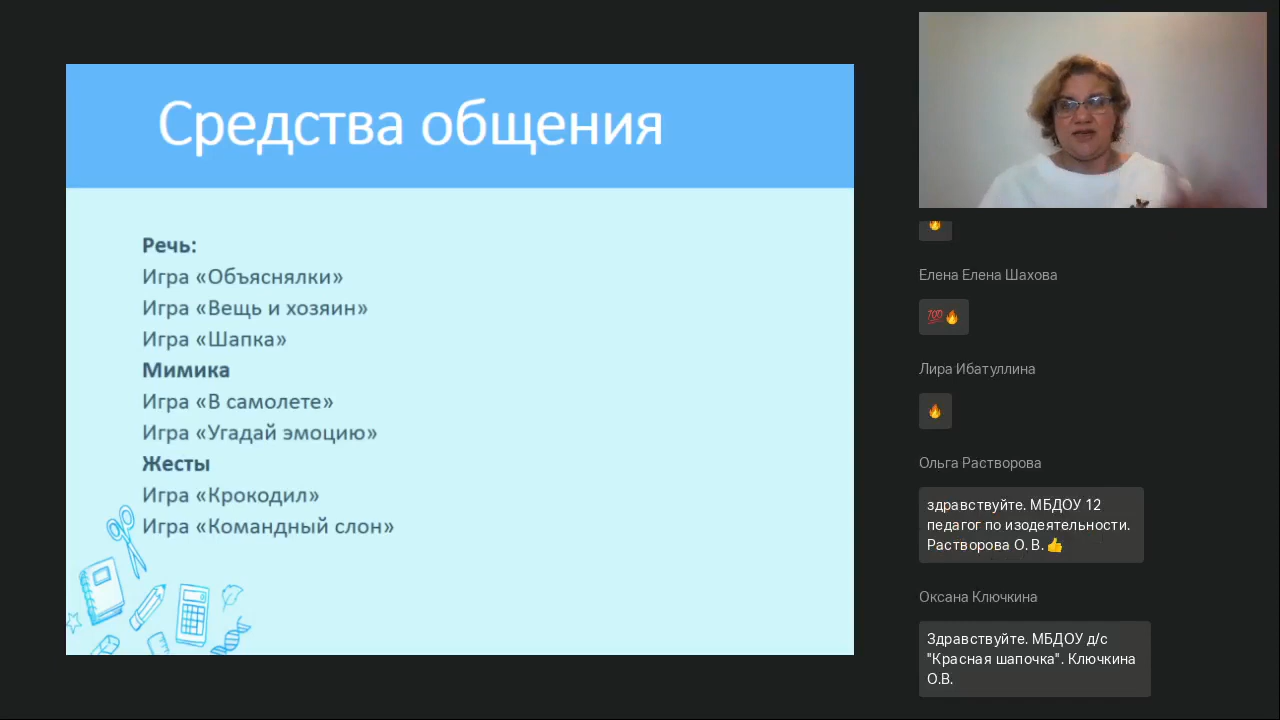 Средства общения
Речь:
Игра «Объяснялки»
Игра «Вещь и хозяин»
Игра «Шапка»
Мимика
Игра «В самолете»
Игра «Угадай эмоцию»
Жесты
Игра «Крокодил»
Игра «Командный слон»
🔥
Елена Елена Шахова
💯🔥
Лира Ибатуллина
🔥
Ольга Растворова
здравствуйте. МБДОУ 12
педагог по изодеятельности.
Растворова О. В. 👍
Оксана Ключкина
Здравствуйте. МБДОУ д/с
"Красная шапочка". Ключкина
О.В.